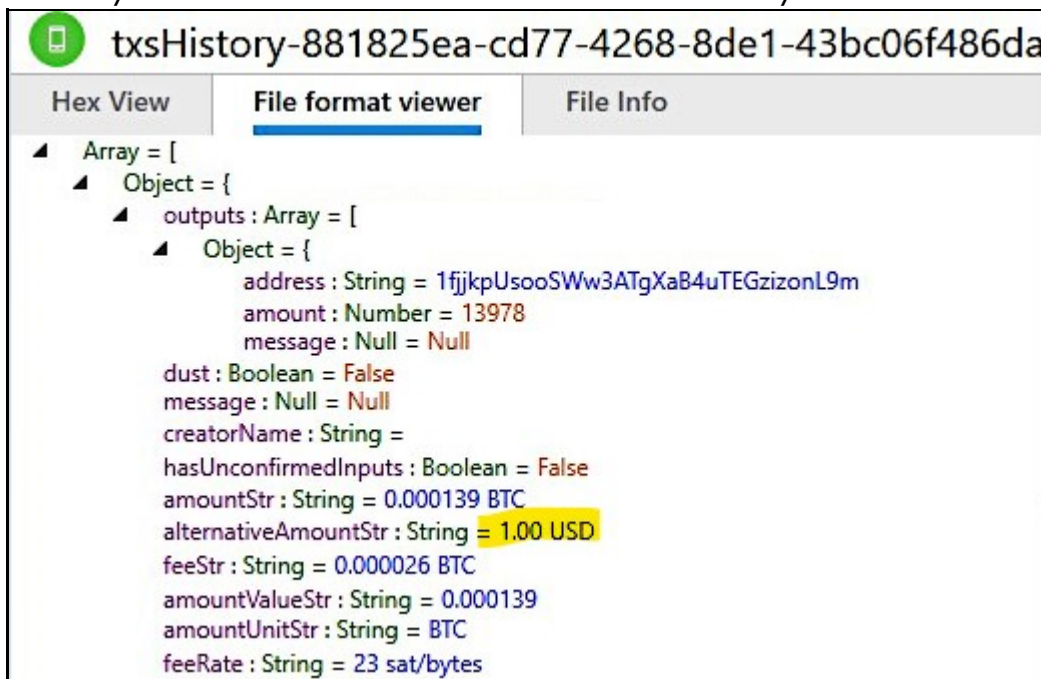 txsHistory-881825ea-cd77-4268-8de1-43bc06f486da
Hex View File format viewer File Info
Array = [
Object = {
outputs : Array = [
Object = {
address : String = 1fjjkpUsooSWw3ATgXaB4uTEGzizonL9m
amount : Number = 13978
message : Null = Null
dust : Boolean = False
message : Null = Null
creatorName : String =
hasUnconfirmedInputs : Boolean = False
amountStr : String = 0.000139 BTC
alternativeAmountStr : String = 1.00 USD
feeStr : String = 0.000026 BTC
amountValueStr : String = 0.000139
amountUnitStr : String = BTC
feeRate : String = 23 sat/bytes